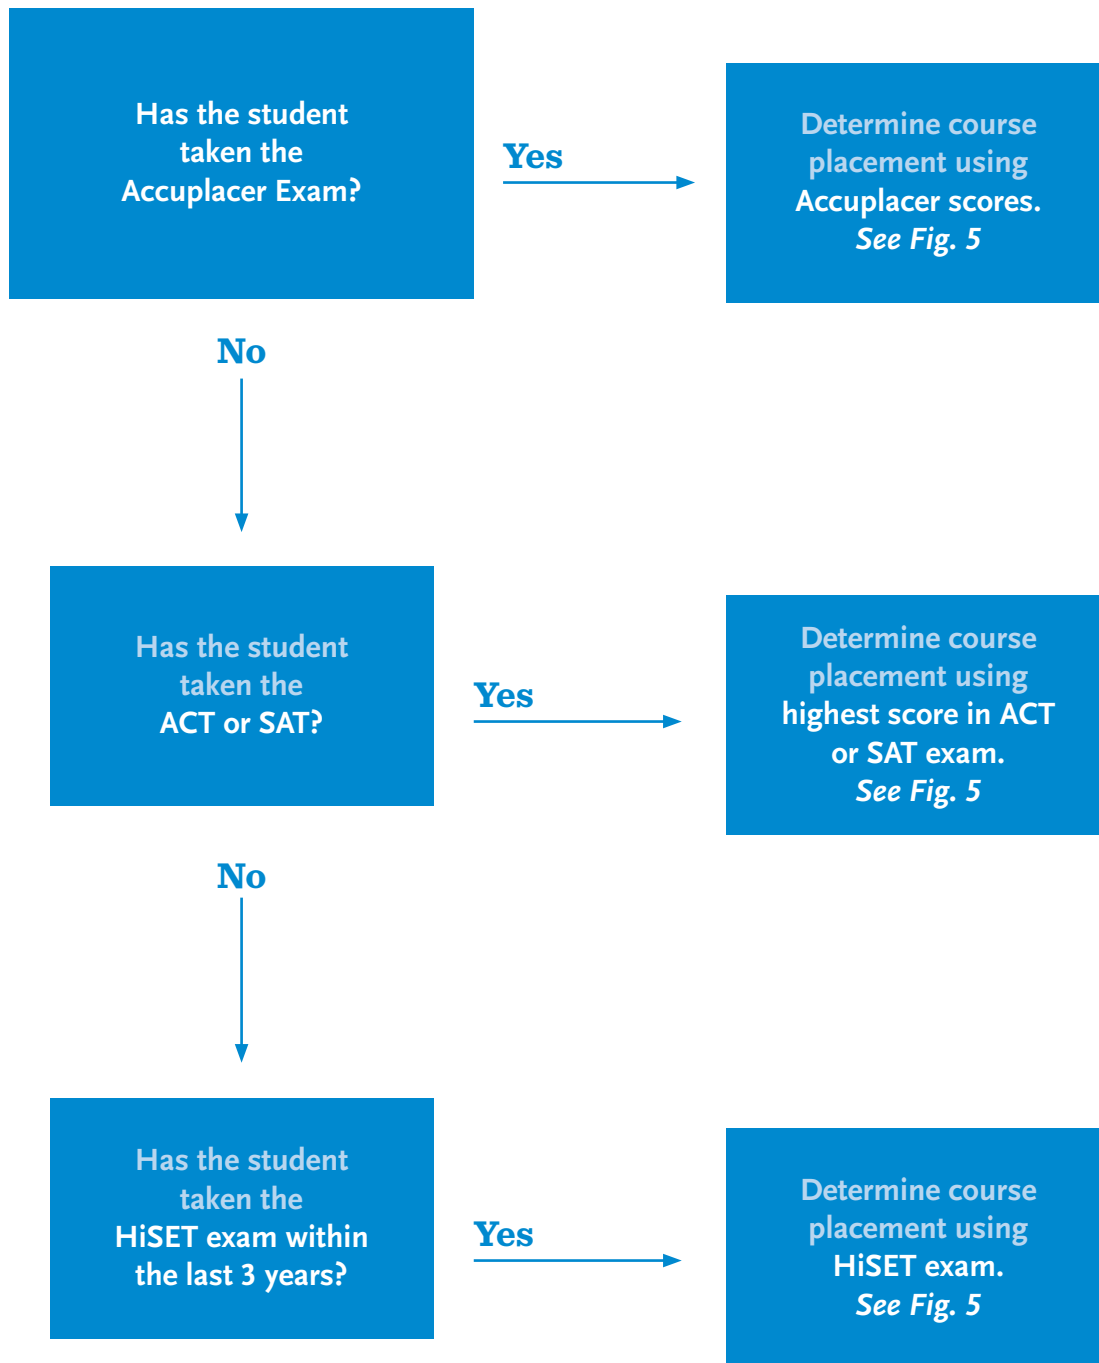 Has the student
taken the
Accuplacer Exam?
Yes
Determine course
placement using
Accuplacer scores.
See Fig. 5
No
Has the student
taken the
ACT or SAT?
Yes
Determine course
placement using
highest score in ACT
or SAT exam.
See Fig. 5
No
Has the student
taken the
HiSET exam within
the last 3 years?
Yes
Determine course
placement using
HiSET exam.
See Fig. 5